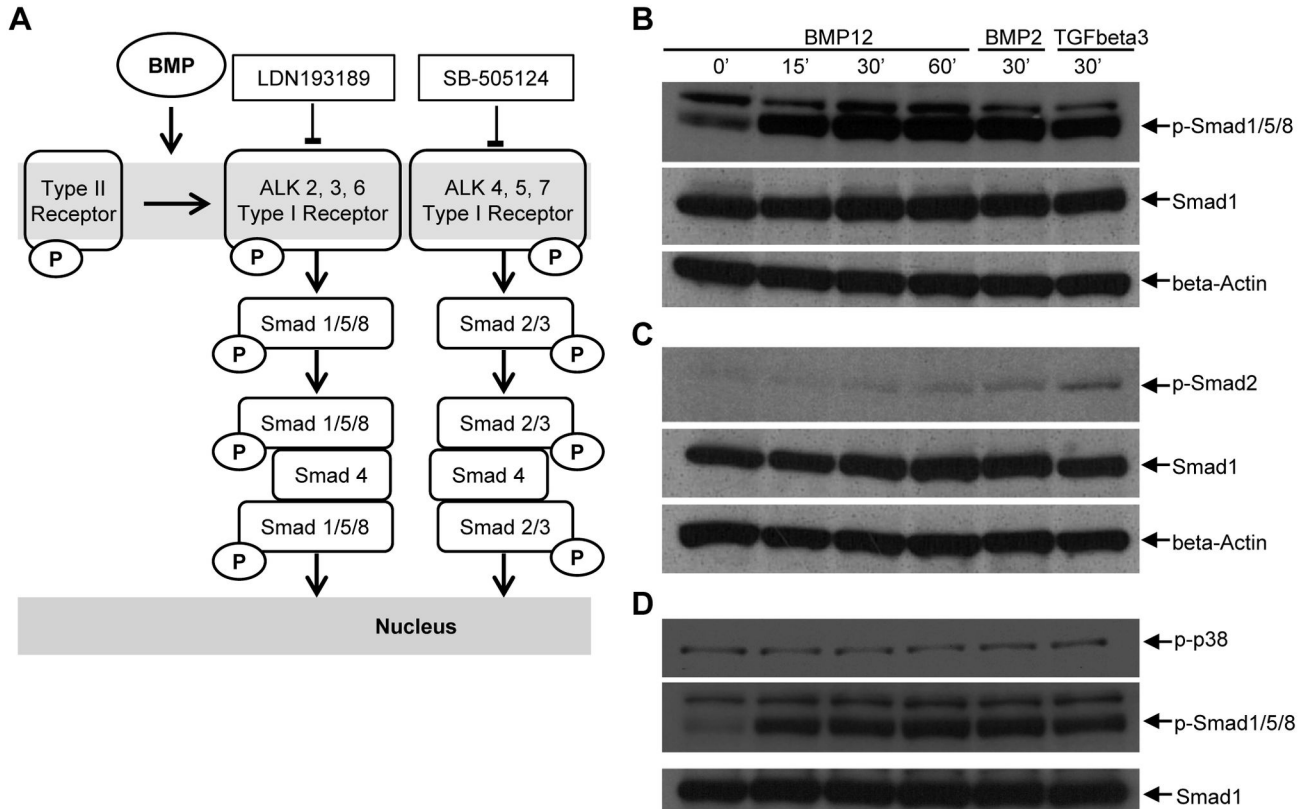 A
BMP
LDN193189
SB-505124
Type II
Receptor
P
ALK 2, 3, 6
Type I Receptor
P
ALK 4, 5, 7
Type I Receptor
P
Smad 1/5/8
P
Smad 2/3
P
Smad 1/5/8
P
Smad 4
Smad 1/5/8
P
Smad 2/3
P
Smad 4
Smad 2/3
P
Nucleus
B
BMP12 BMP2 TGFbeta3
0’ 15’ 30’ 60’ 30’ 30’
p-Smad1/5/8
Smad1
beta-Actin
C
p-Smad2
Smad1
beta-Actin
D
p-p38
p-Smad1/5/8
Smad1